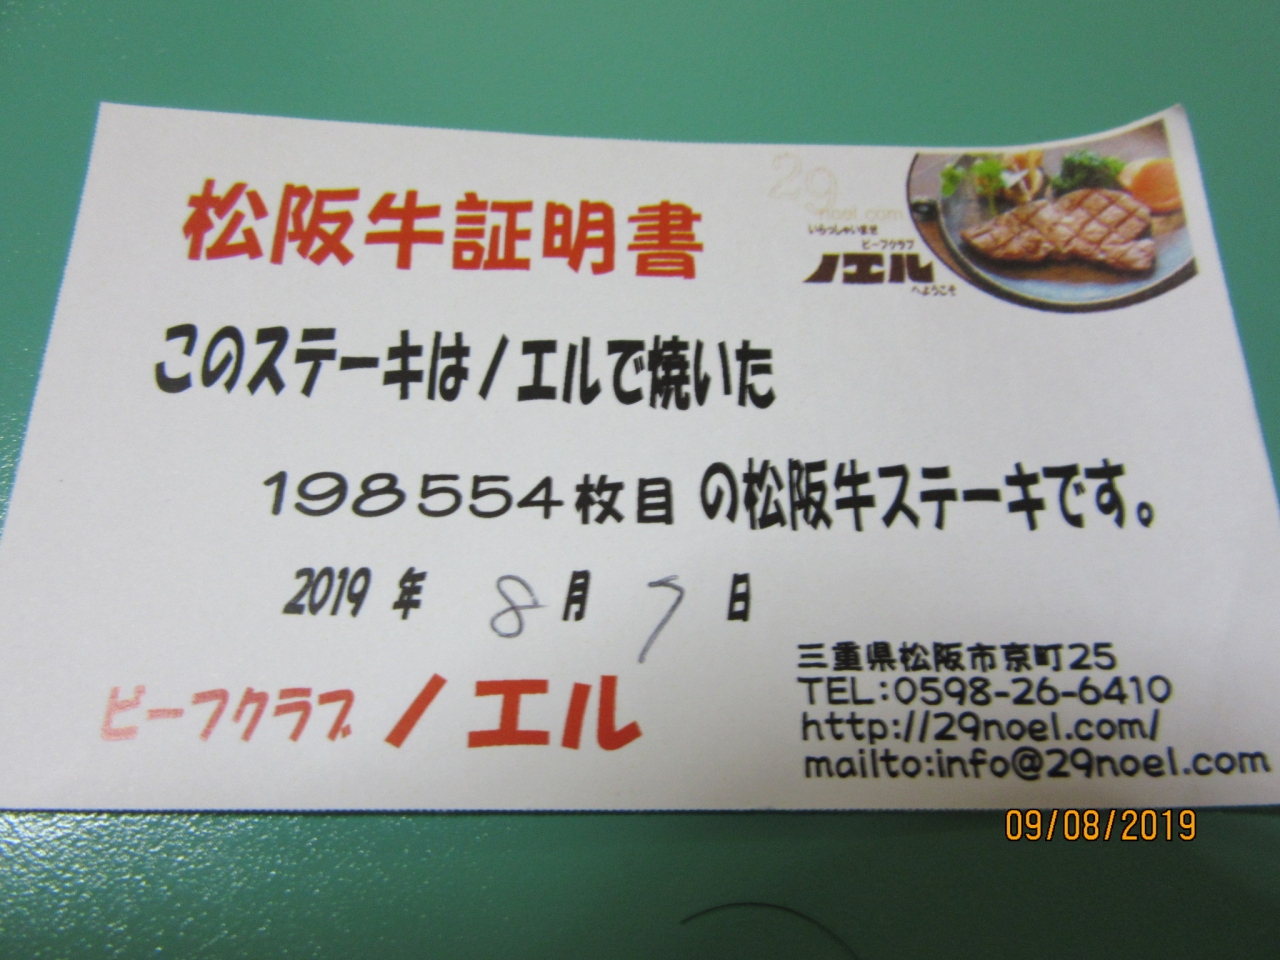 松阪牛証明書
29
noel.com
いらっしゃいませ
ビーフクラブ
ノエル
へようこそ
このステーキはノエルで焼いた
198554枚目 の松阪牛ステーキです。
2019 年 8 月 7 日
ビーフクラブ ノエル
三重県松阪市京町25
TEL:0598-26-6410
http://29noel.com/
mailto:info@29noel.com
09/08/2019